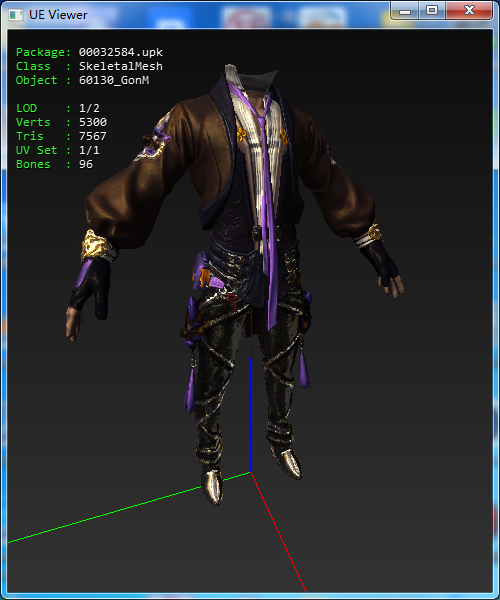 UE Viewer
Package: 00032584.upk
Class  : SkeletalMesh
Object : 60130_GonM
LOD    : 1/2
Verts  : 5300
Tris   : 7567
UV Set : 1/1
Bones  : 96